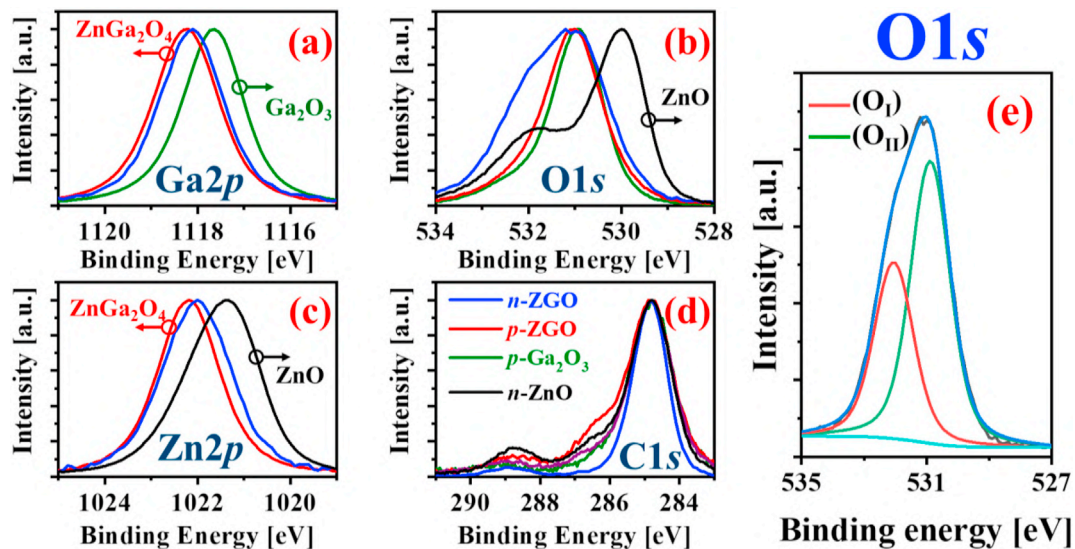 ZnGa₂O₄
(a)
Ga₂O₃
Ga2p
Intensity [a.u.]
1120 1118 1116
Binding Energy [eV]
(b)
ZnO
O1s
Intensity [a.u.]
534 532 530 528
Binding Energy [eV]
ZnGa₂O₄
(c)
ZnO
Zn2p
Intensity [a.u.]
1024 1022 1020
Binding Energy [eV]
n-ZGO
p-ZGO
p-Ga₂O₃
n-ZnO
(d)
C1s
Intensity [a.u.]
290 288 286 284
Binding Energy [eV]
O1s
(O_I)
(O_II)
(e)
Intensity [a.u.]
535 531 527
Binding energy [eV]